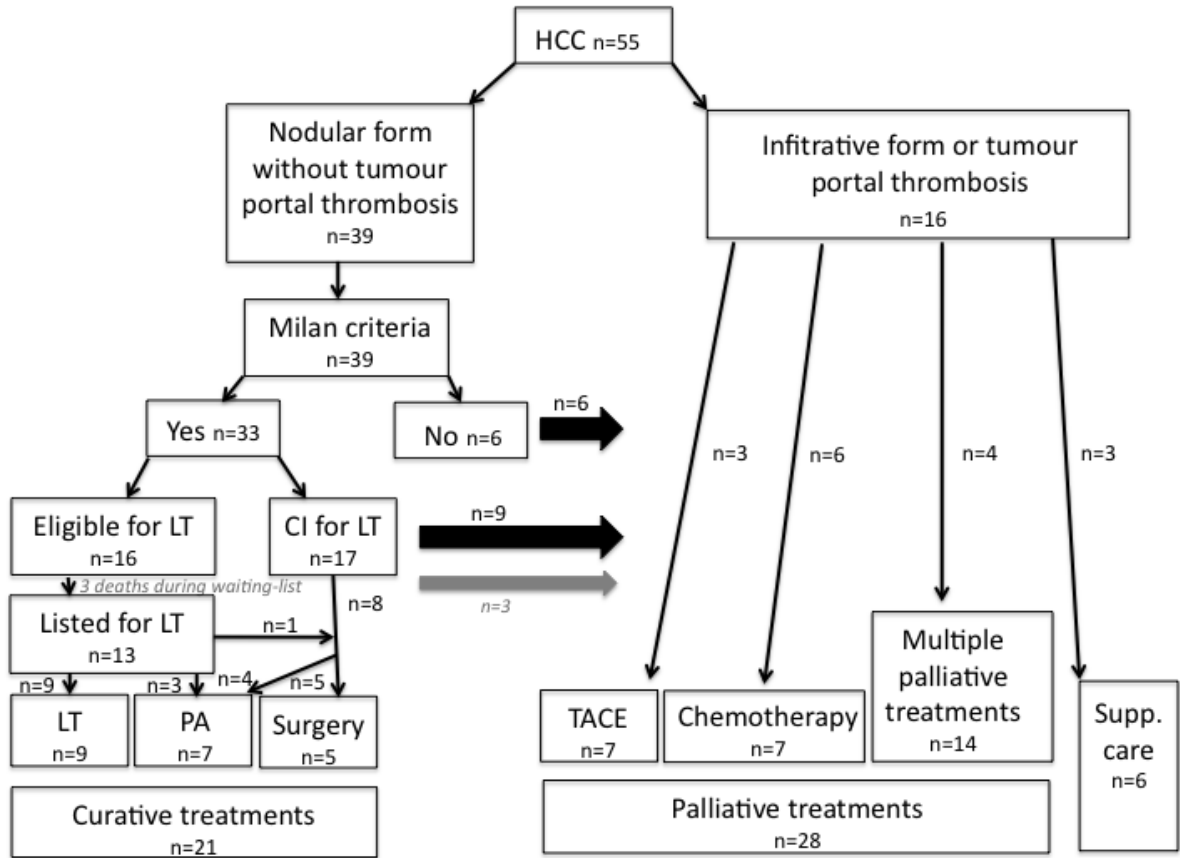 HCC n=55
Nodular form
without tumour
portal thrombosis
n=39
Infitrative form or tumour
portal thrombosis
n=16
Milan criteria
n=39
Yes n=33
No n=6
n=6
n=3
n=6
n=4
n=3
Eligible for LT
n=16
CI for LT
n=17
n=9
3 deaths during waiting-list
n=3
n=8
Listed for LT
n=13
n=1
n=9
n=3
n=4
n=5
LT
n=9
PA
n=7
Surgery
n=5
TACE
n=7
Chemotherapy
n=7
Multiple
palliative
treatments
n=14
Supp.
care
n=6
Curative treatments
n=21
Palliative treatments
n=28